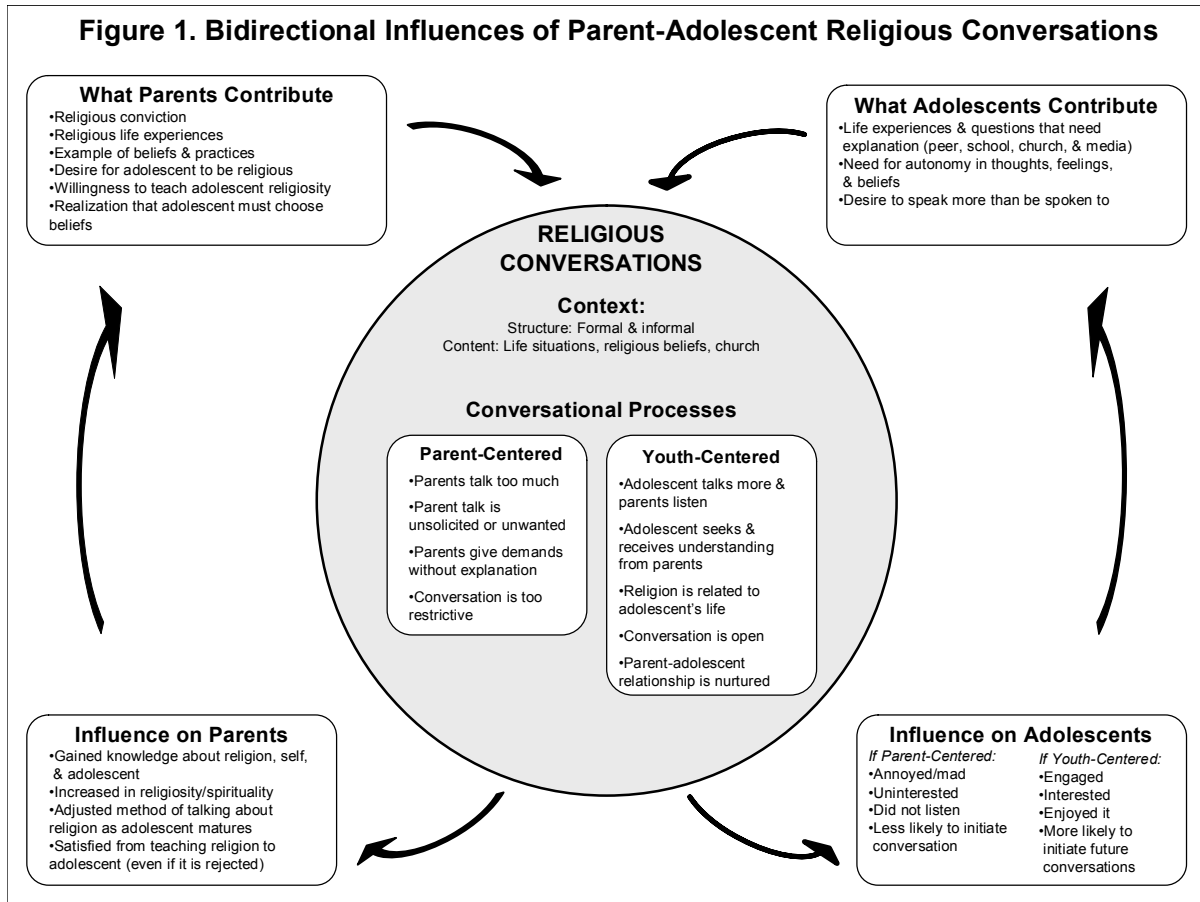 Figure 1. Bidirectional Influences of Parent-Adolescent Religious Conversations
What Parents Contribute
•Religious conviction
•Religious life experiences
•Example of beliefs & practices
•Desire for adolescent to be religious
•Willingness to teach adolescent religiosity
•Realization that adolescent must choose
beliefs
What Adolescents Contribute
•Life experiences & questions that need
explanation (peer, school, church, & media)
•Need for autonomy in thoughts, feelings,
& beliefs
•Desire to speak more than be spoken to
RELIGIOUS
CONVERSATIONS
Context:
Structure: Formal & informal
Content: Life situations, religious beliefs, church
Conversational Processes
Parent-Centered
•Parents talk too much
•Parent talk is
unsolicited or unwanted
•Parents give demands
without explanation
•Conversation is too
restrictive
Youth-Centered
•Adolescent talks more &
parents listen
•Adolescent seeks &
receives understanding
from parents
•Religion is related to
adolescent's life
•Conversation is open
•Parent-adolescent
relationship is nurtured
Influence on Parents
•Gained knowledge about religion, self,
& adolescent
•Increased in religiosity/spirituality
•Adjusted method of talking about
religion as adolescent matures
•Satisfied from teaching religion to
adolescent (even if it is rejected)
Influence on Adolescents
If Parent-Centered:
•Annoyed/mad
•Uninterested
•Did not listen
•Less likely to initiate
conversation
If Youth-Centered:
•Engaged
•Interested
•Enjoyed it
•More likely to
initiate future
conversations